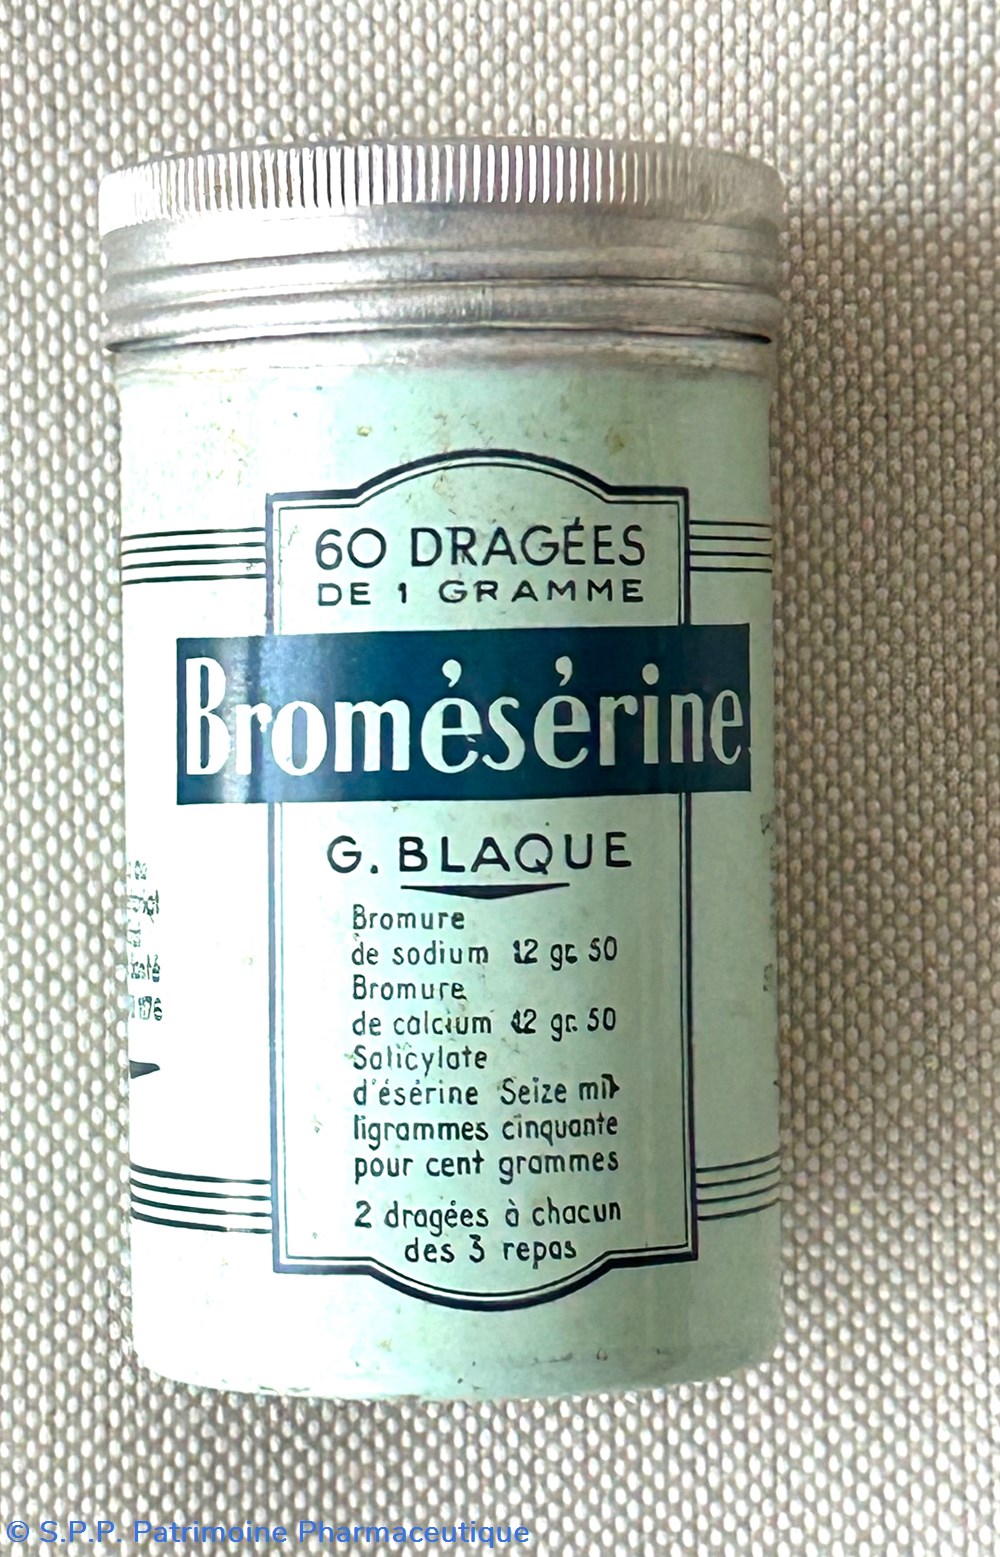 60 DRAGÉES
DE 1 GRAMME
Bromésérine
G. BLAQUE
Bromure
de sodium 12 gr. 50
Bromure
de calcium 12 gr. 50
Salicylate
d'ésérine Seize mil-
ligrammes cinquante
pour cent grammes
2 dragées à chacun
des 3 repas
© S.P.P. Patrimoine Pharmaceutique